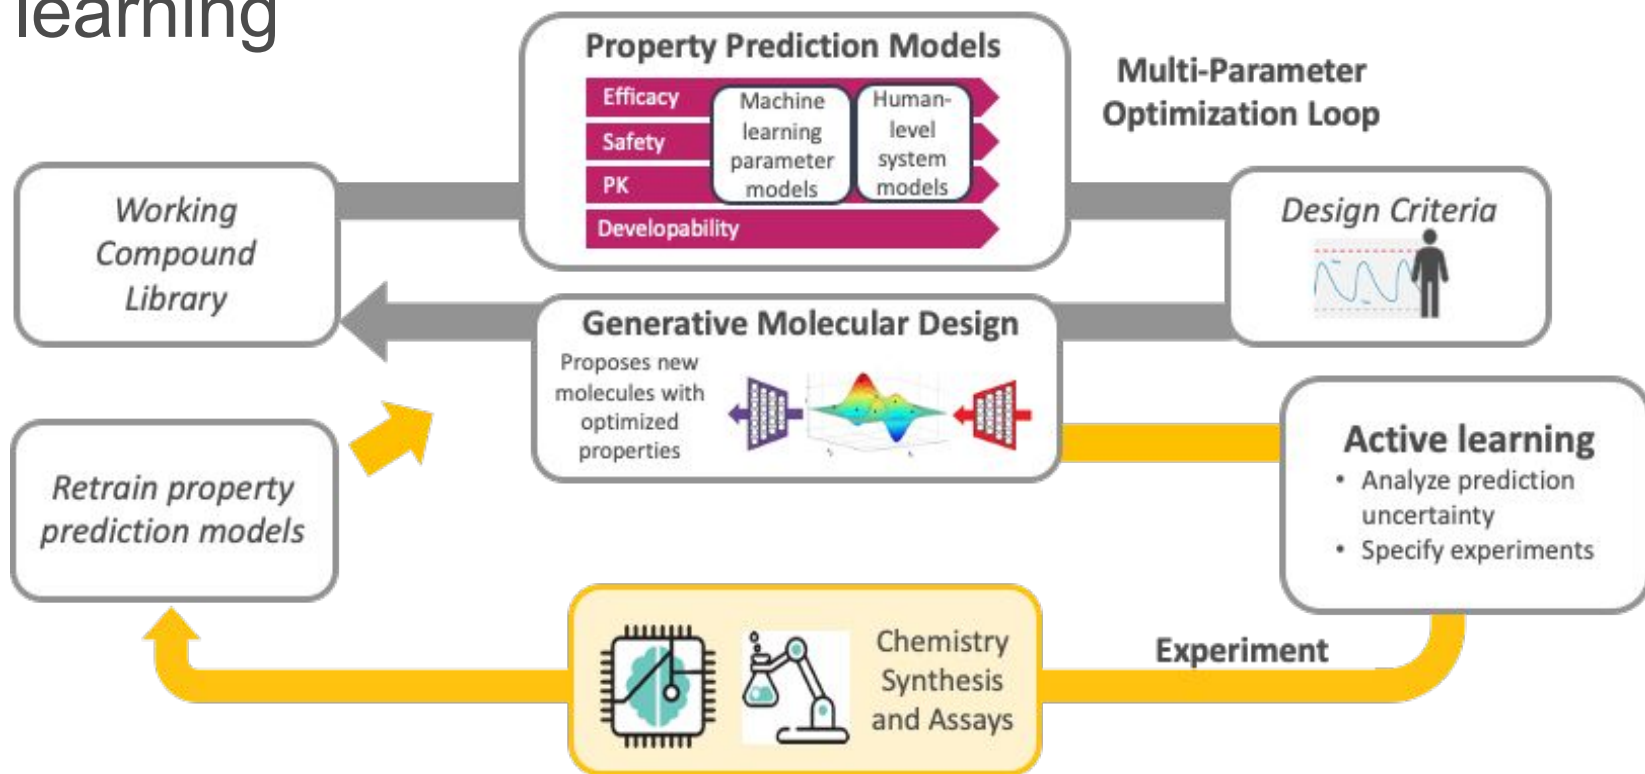 learning
Property Prediction Models
Efficacy
Safety
PK
Developability
Machine
learning
parameter
models
Human-
level
system
models
Multi-Parameter
Optimization Loop
Working
Compound
Library
Design Criteria
Generative Molecular Design
Proposes new
molecules with
optimized
properties
Active learning
• Analyze prediction
uncertainty
• Specify experiments
Retrain property
prediction models
Chemistry
Synthesis
and Assays
Experiment